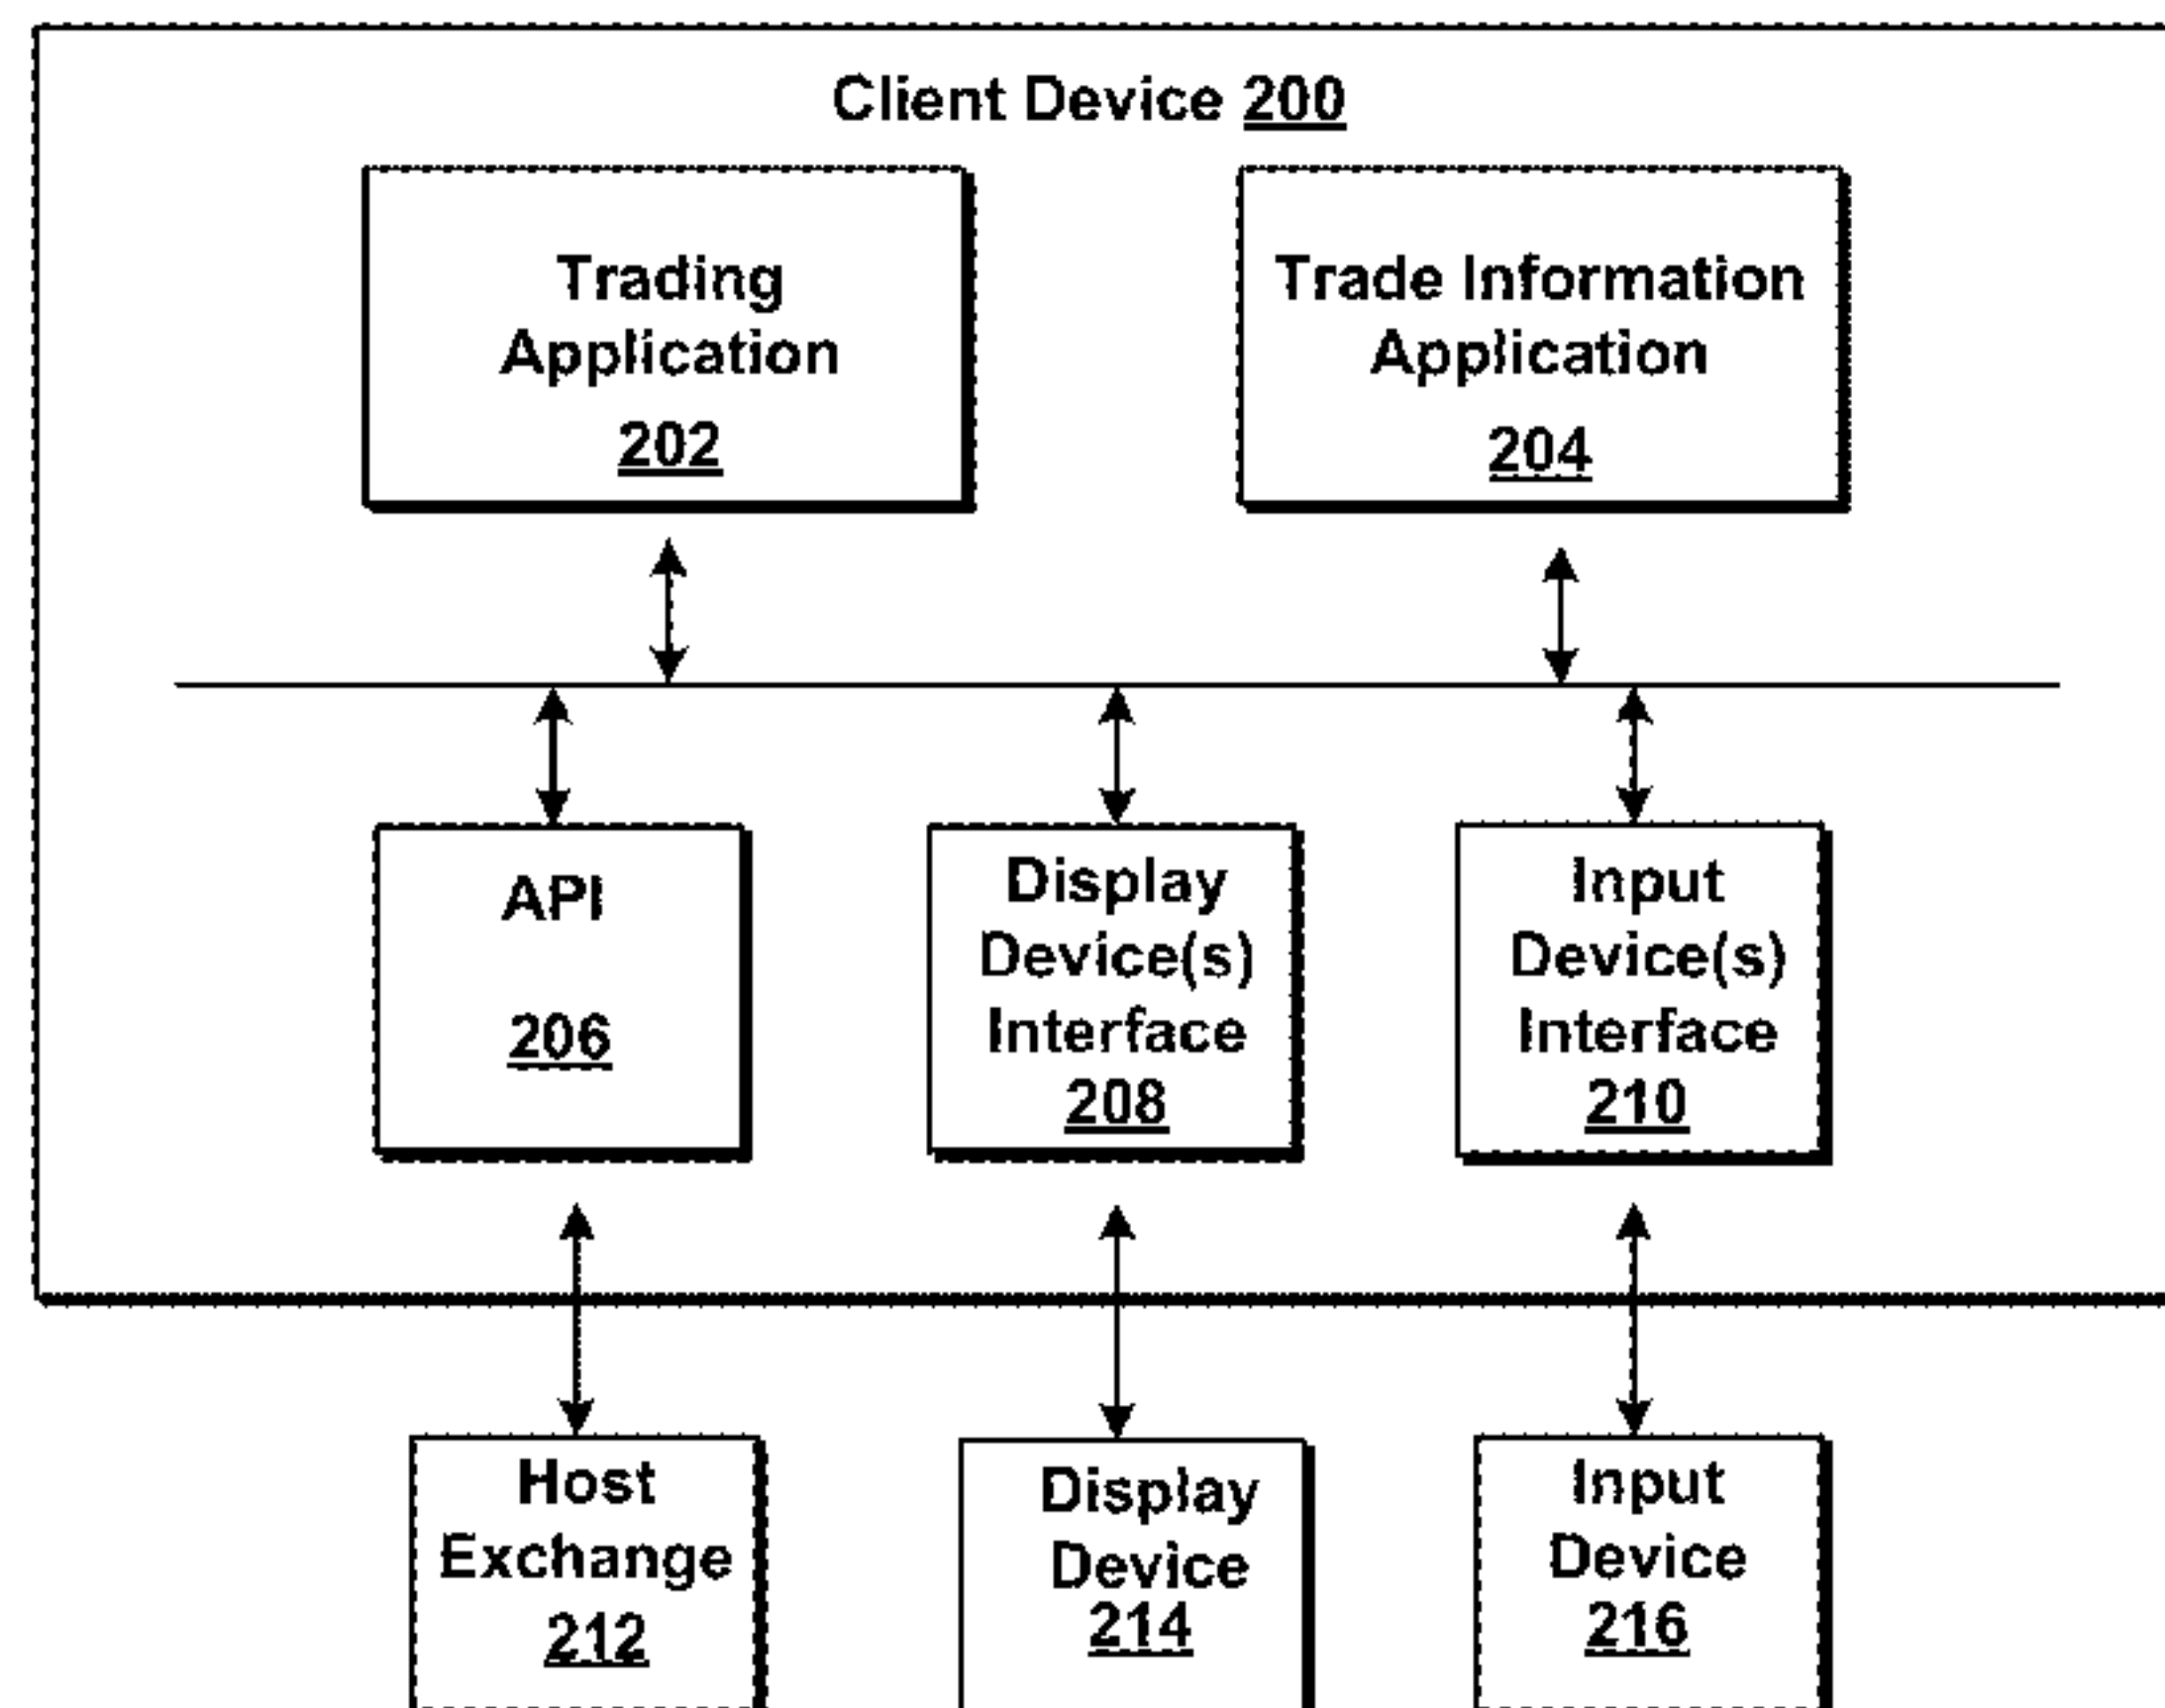 Client Device 200
Trading
Application
202
Trade Information
Application
204
API
206
Display
Device(s)
Interface
208
Input
Device(s)
Interface
210
Host
Exchange
212
Display
Device
214
Input
Device
216